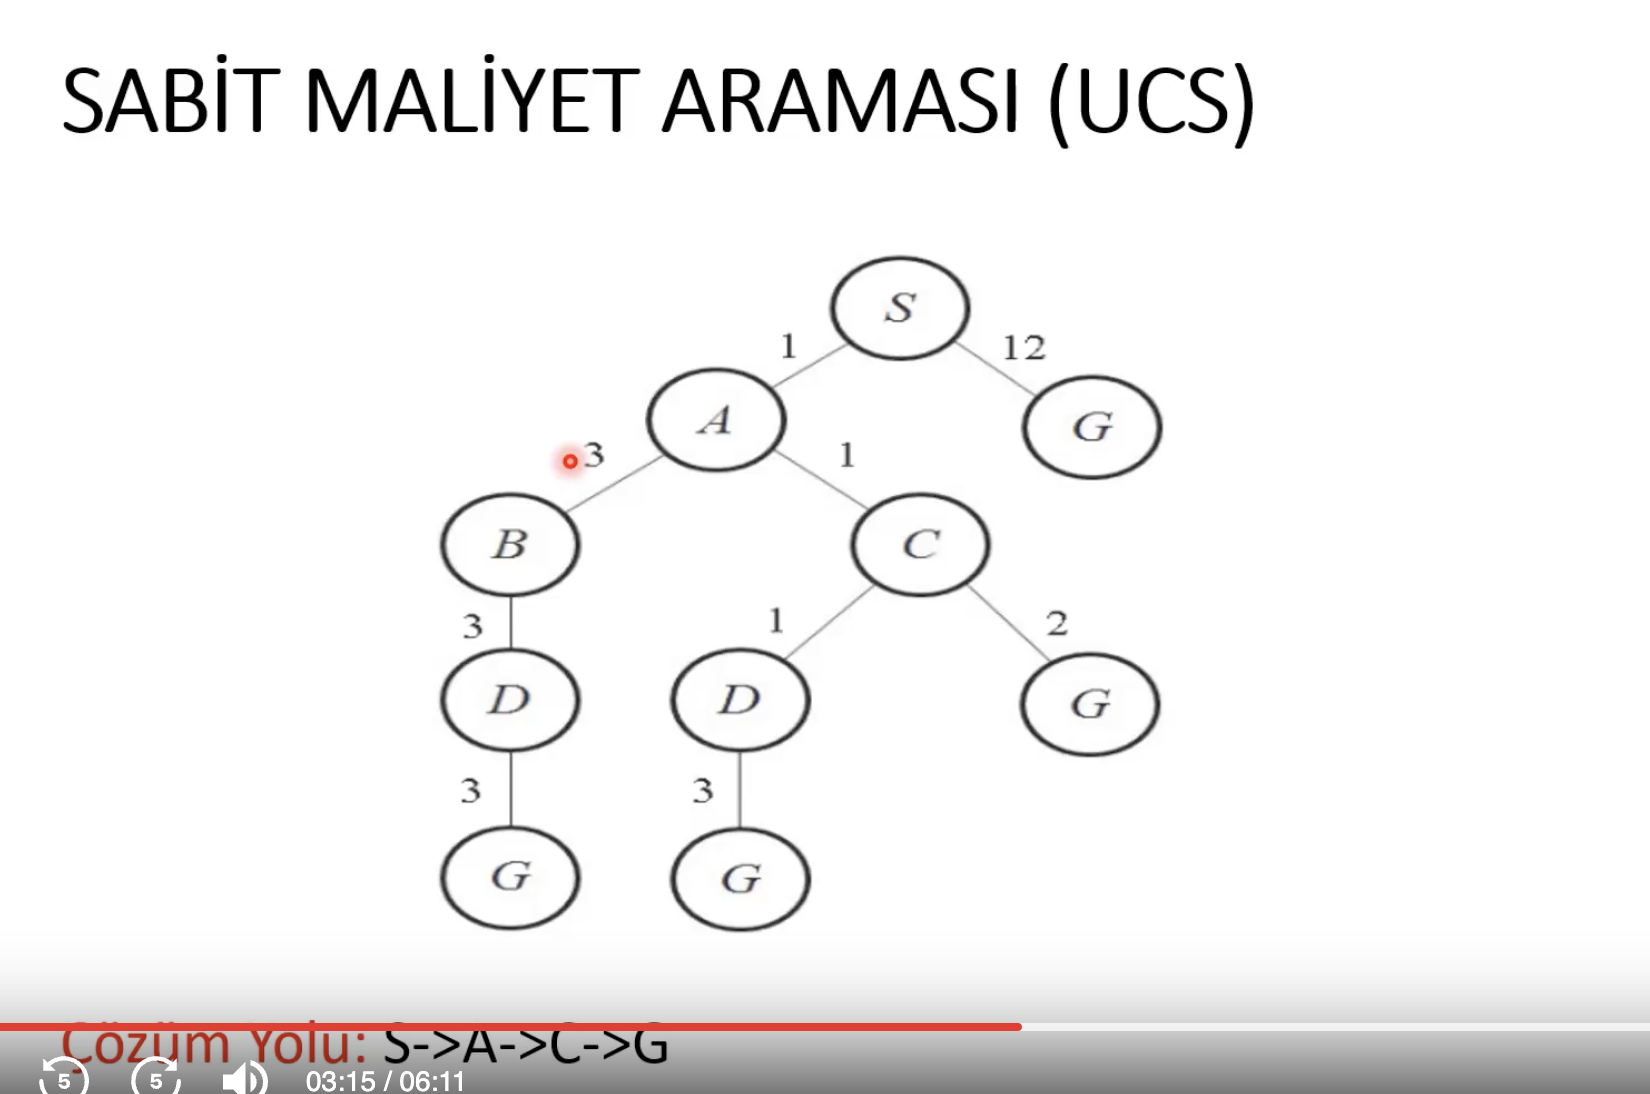 SABİT MALİYET ARAMASI (UCS)
S
1
12
A
G
3
1
B
C
3
1
2
D
D
G
3
3
G
G
Çözüm Yolu: S->A->C->G
5
5
03:15 / 06:11